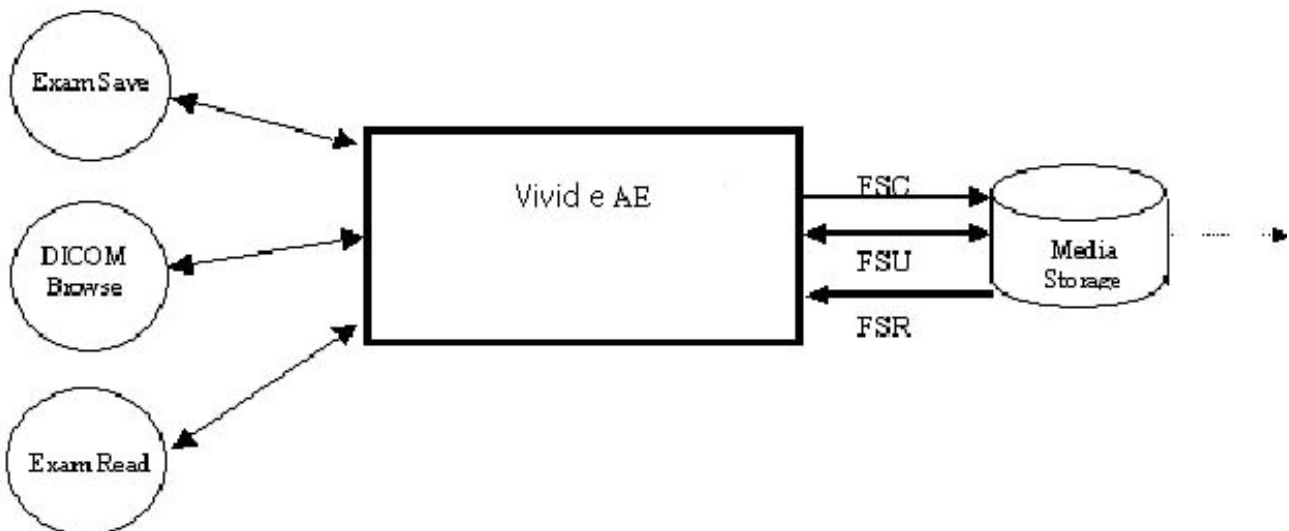 Exam Save
DICOM
Browse
Exam Read
Vivid e AE
FSC
FSU
FSR
Media
Storage